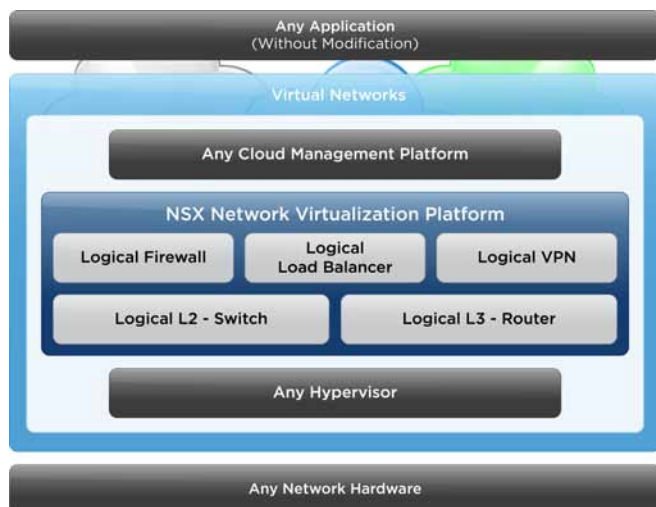 Any Application
(Without Modification)
Virtual Networks
Any Cloud Management Platform
NSX Network Virtualization Platform
Logical Firewall
Logical
Load Balancer
Logical VPN
Logical L2 - Switch
Logical L3 - Router
Any Hypervisor
Any Network Hardware